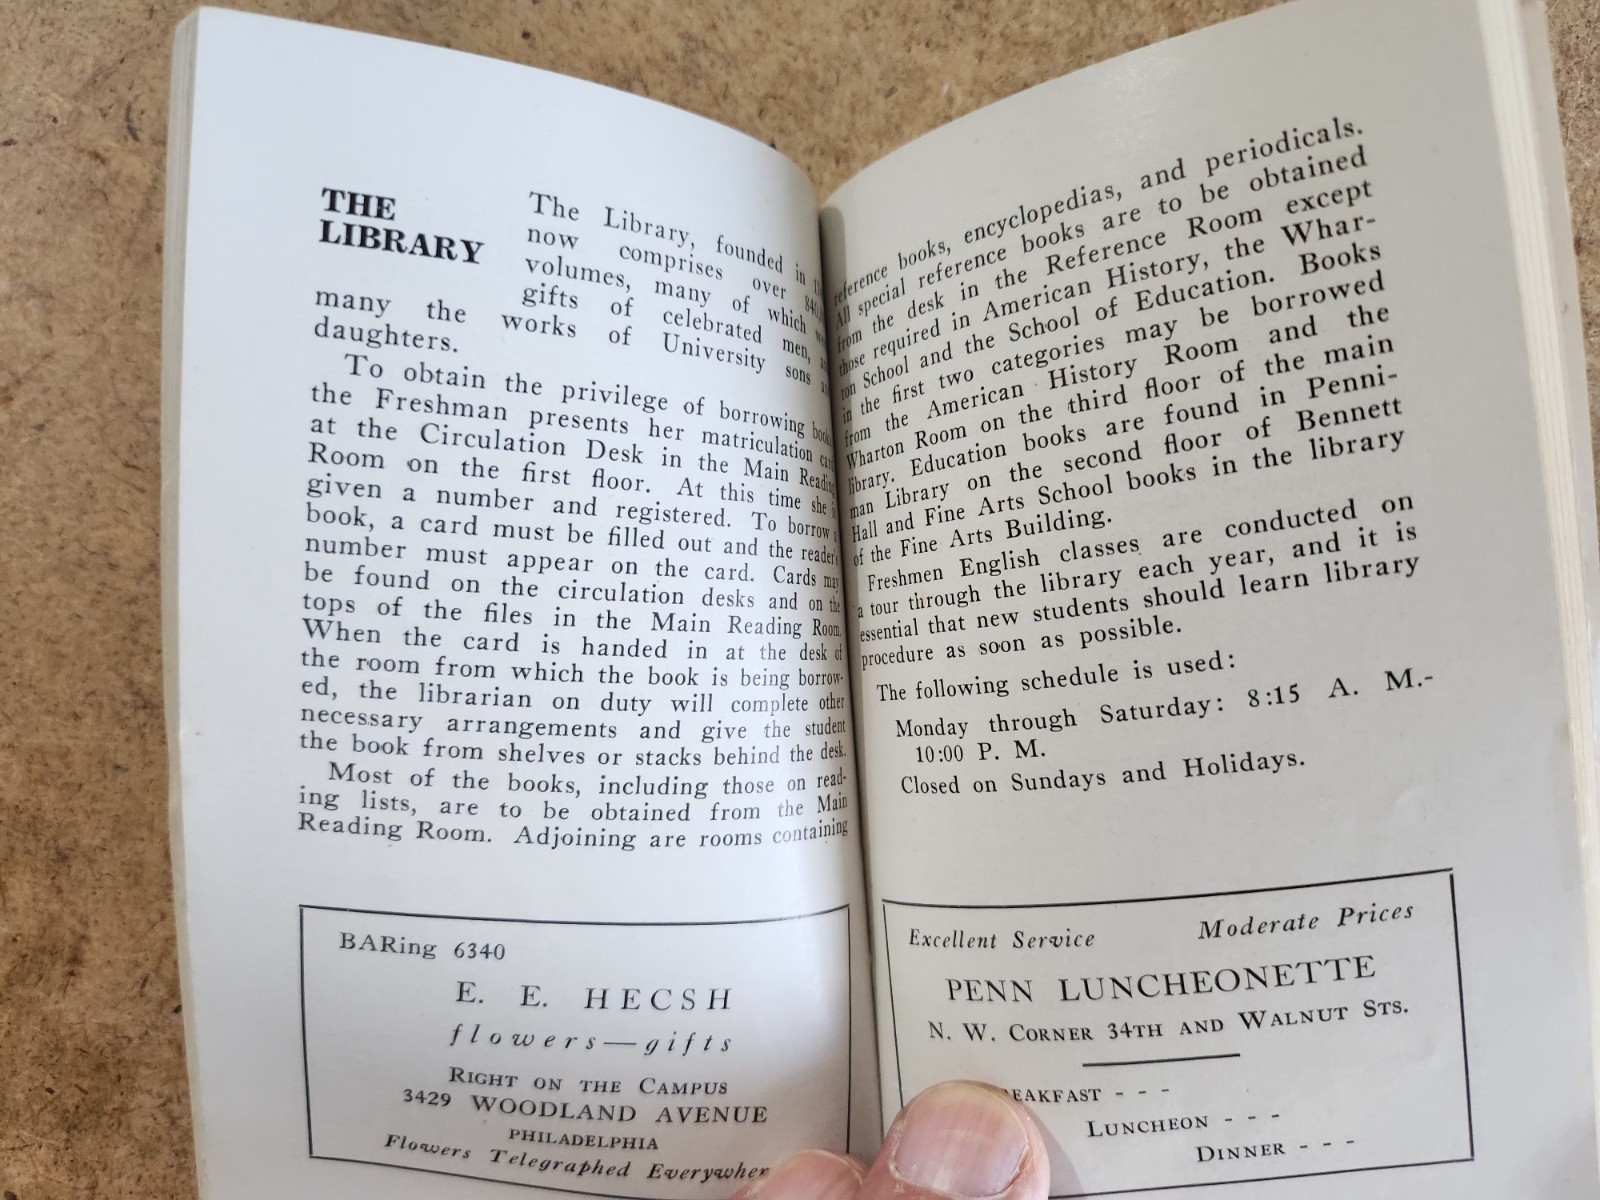 THE
LIBRARY
The Library, founded in
now comprises over
volumes, many of which
gifts of celebrated men,
many the works of University sons
daughters.
To obtain the privilege of borrowing
the Freshman presents her matriculation
at the Circulation Desk in the Main Reading
Room on the first floor. At this time she
given a number and registered. To borrow a
book, a card must be filled out and the reader's
number must appear on the card. Cards may
be found on the circulation desks and on the
tops of the files in the Main Reading Room.
When the card is handed in at the desk of
the room from which the book is being borrow-
ed, the librarian on duty will complete other
necessary arrangements and give the student
the book from shelves or stacks behind the desk.
Most of the books, including those on read-
ing lists, are to be obtained from the Main
Reading Room. Adjoining are rooms containing
BARing 6340
E. E. HECSH
flowers—gifts
RIGHT ON THE CAMPUS
3429 WOODLAND AVENUE
PHILADELPHIA
Flowers Telegraphed
reference books, encyclopedias, and periodicals.
All special reference books are to be obtained
from the desk in the Reference Room except
those required in American History, the Whar-
ton School and the School of Education. Books
in the first two categories may be borrowed
from the American History Room and the
Wharton Room on the third floor of the main
library. Education books are found in Penni-
man Library on the second floor of Bennett
Hall and Fine Arts School books in the library
of the Fine Arts Building.
Freshmen English classes are conducted on
a tour through the library each year, and it is
essential that new students should learn library
procedure as soon as possible.
The following schedule is used:
Monday through Saturday: 8:15 A. M.-
10:00 P. M.
Closed on Sundays and Holidays.
Excellent Service Moderate Prices
PENN LUNCHEONETTE
N. W. CORNER 34TH AND WALNUT STS.
EAKFAST - - -
LUNCHEON - - -
DINNER - - -